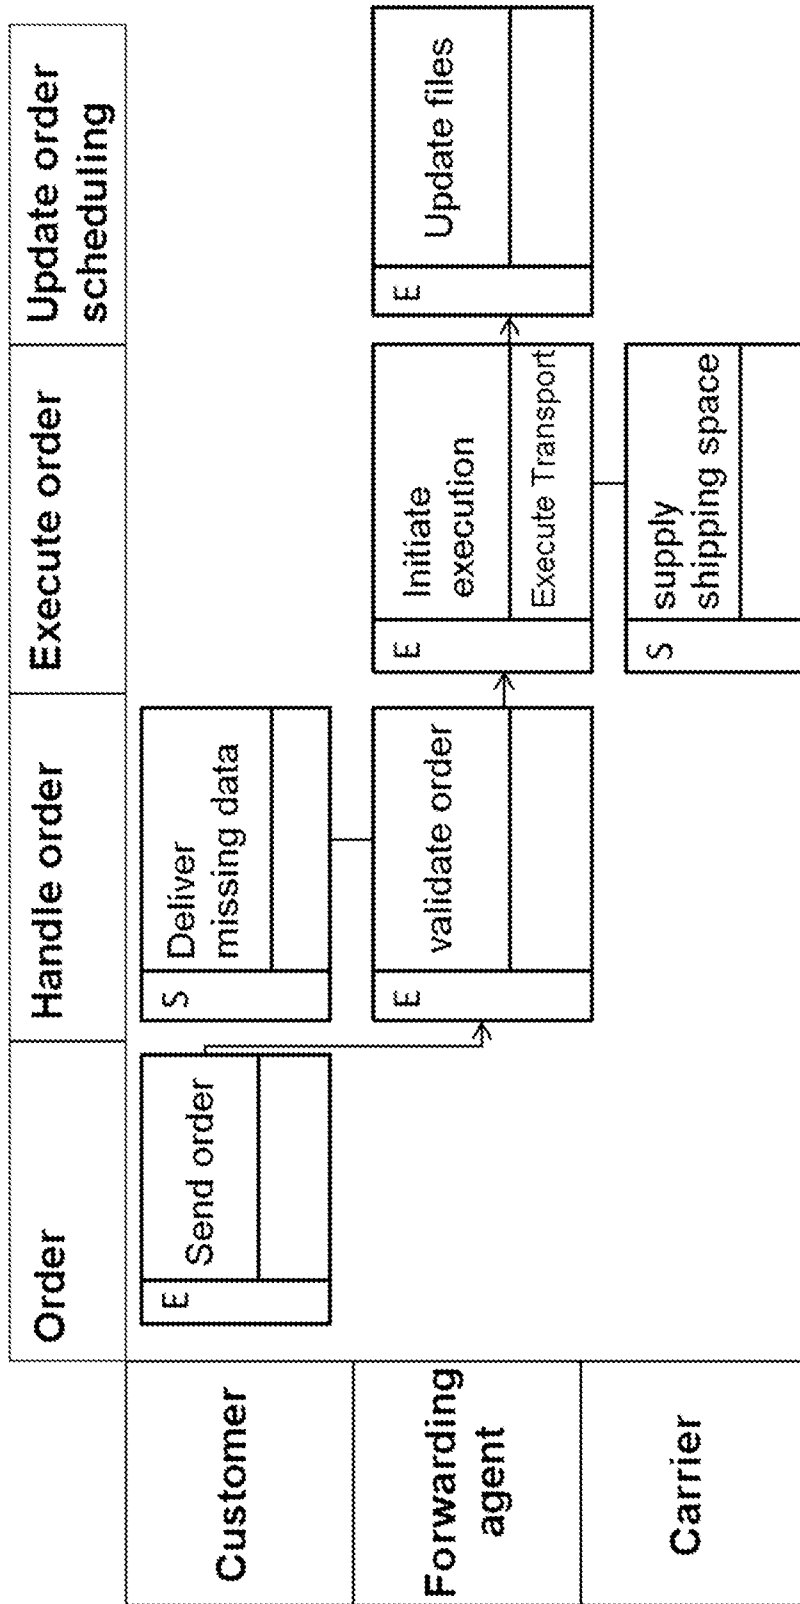 Order
Handle order
Execute order
Update order
scheduling
Customer
E
Send order
S
Deliver
missing data
Forwarding
agent
E
validate order
E
Initiate
execution
Execute Transport
E
Update files
Carrier
S
supply
shipping space